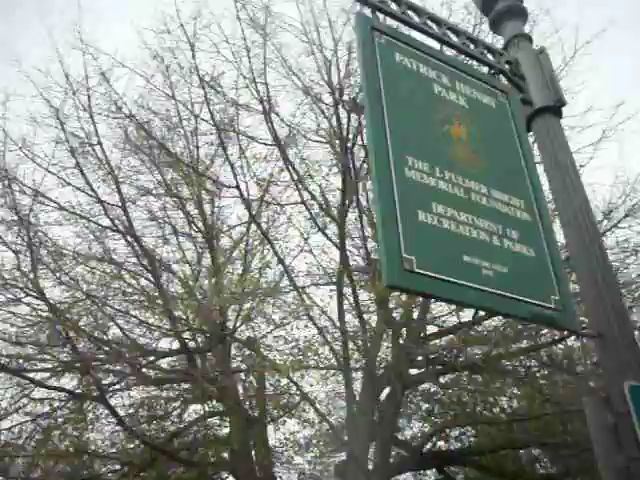 PATRICK HENRY
PARK
THE J. FULMER BRIGHT
MEMORIAL FOUNDATION
DEPARTMENT OF
RECREATION & PARKS